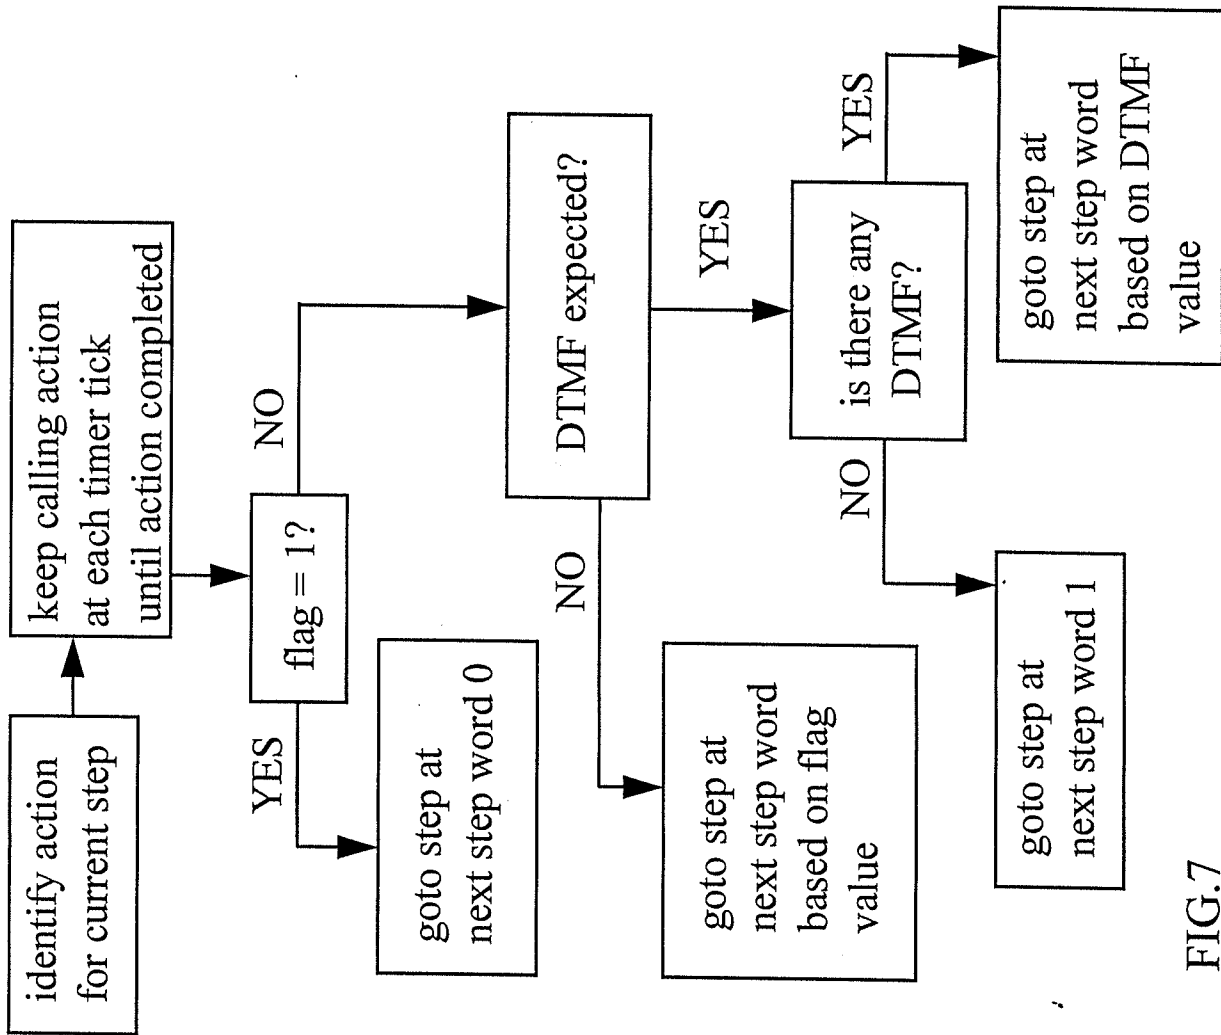 identify action
for current step
keep calling action
at each timer tick
until action completed
flag = 1?
YES
NO
goto step at
next step word 0
DTMF expected?
NO
YES
goto step at
next step word
based on flag
value
is there any
DTMF?
NO
YES
goto step at
next step word 1
goto step at
next step word
based on DTMF
value
FIG.7